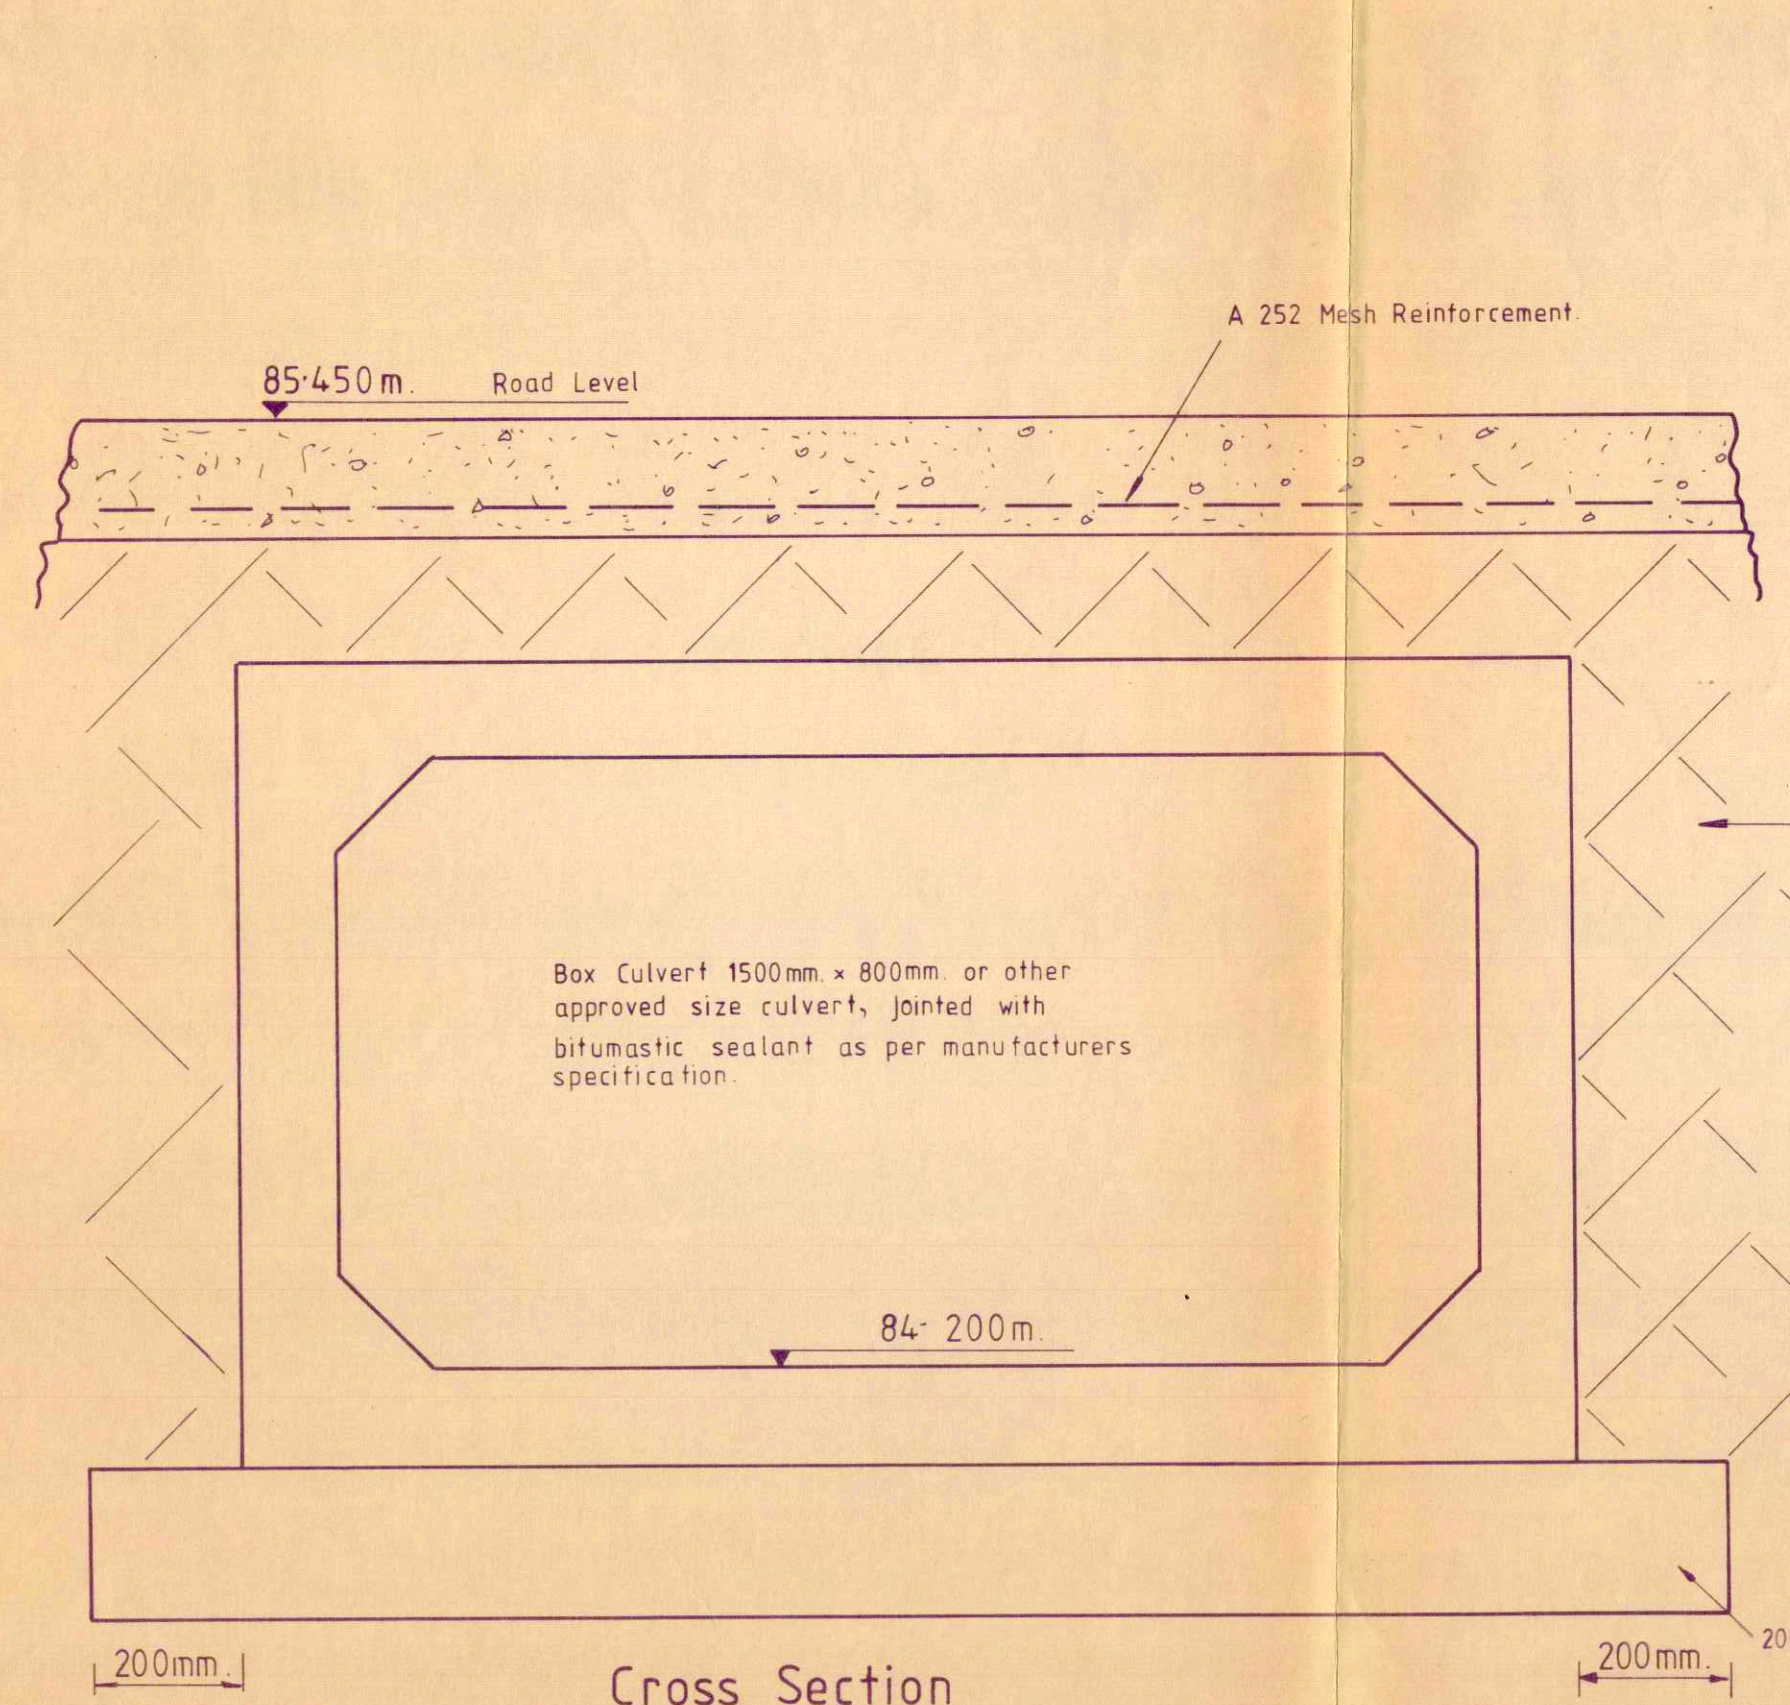 A 252 Mesh Reinforcement.
85·450m. Road Level
Box Culvert 1500mm. × 800mm. or other
approved size culvert, Jointed with
bitumastic sealant as per manufacturers
specification.
84- 200m.
20
200mm.
200mm.
Cross Section